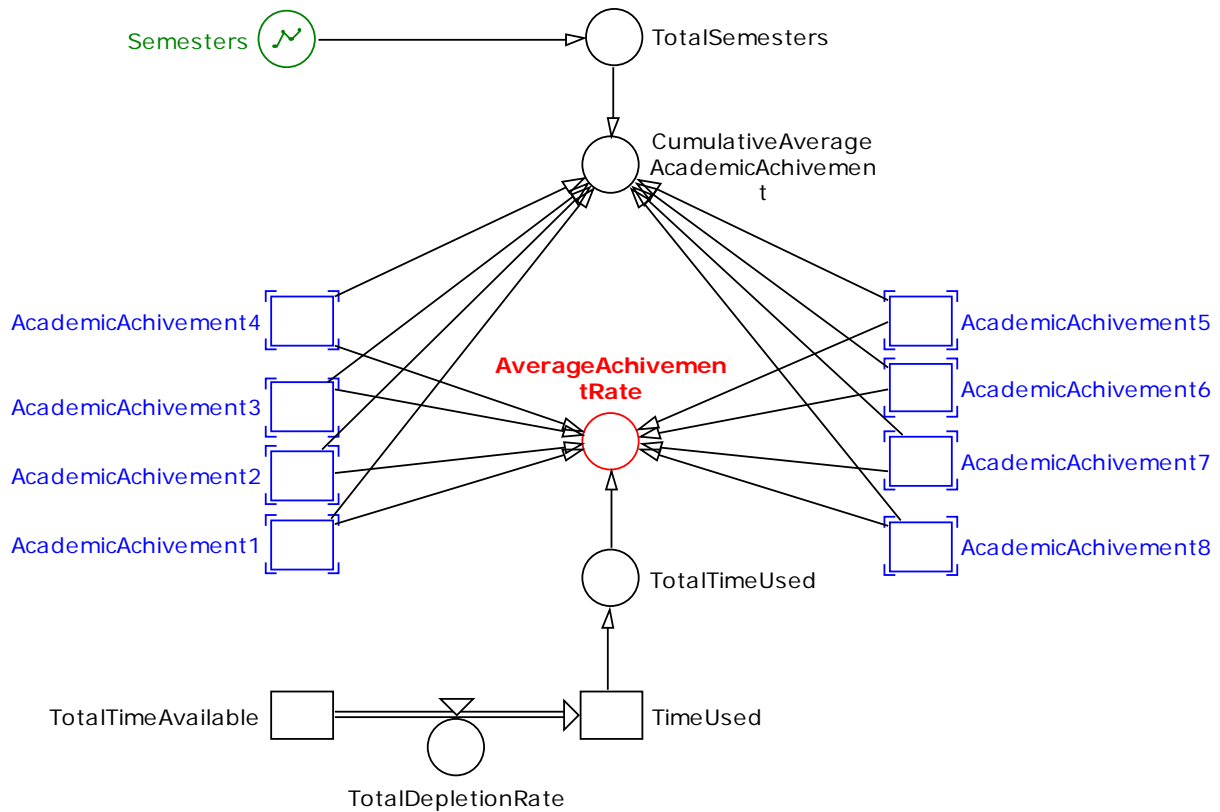 Semesters
TotalSemesters
CumulativeAverage
AcademicAchivemen
t
AcademicAchivement4
AcademicAchivement5
AverageAchivemen
tRate
AcademicAchivement3
AcademicAchivement6
AcademicAchivement2
AcademicAchivement7
AcademicAchivement1
AcademicAchivement8
TotalTimeUsed
TotalTimeAvailable
TimeUsed
TotalDepletionRate